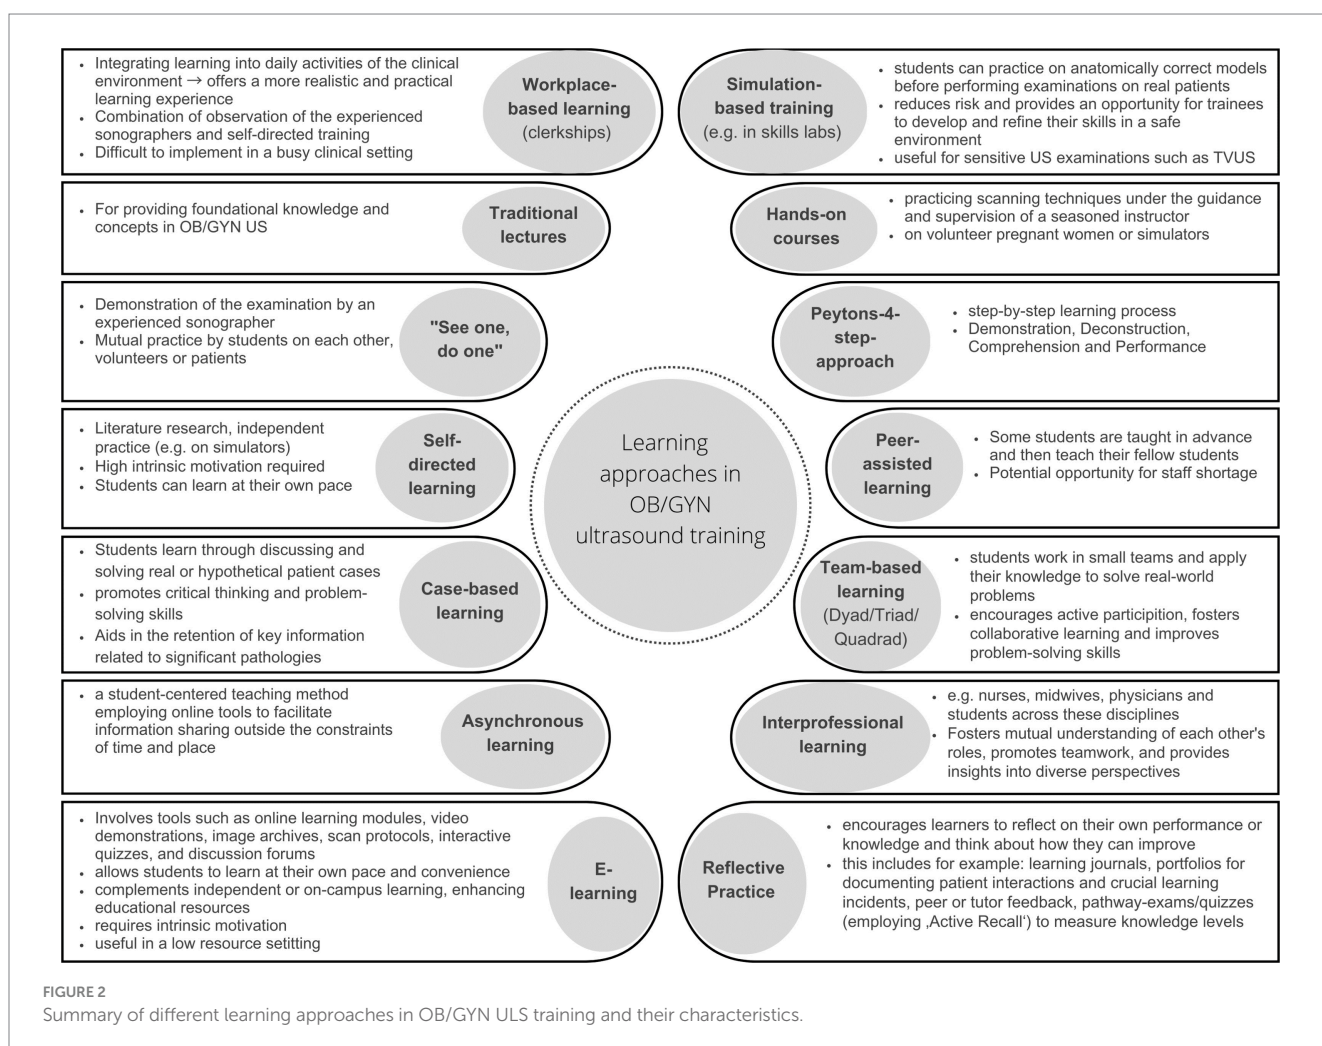 • Integrating learning into daily activities of the clinical
environment → offers a more realistic and practical
learning experience
• Combination of observation of the experienced
sonographers and self-directed training
• Difficult to implement in a busy clinical setting
Workplace-
based learning
(clerkships)
Simulation-
based training
(e.g. in skills labs)
• students can practice on anatomically correct models
before performing examinations on real patients
• reduces risk and provides an opportunity for trainees
to develop and refine their skills in a safe
environment
• useful for sensitive US examinations such as TVUS
• For providing foundational knowledge and
concepts in OB/GYN US
Traditional
lectures
Hands-on
courses
• practicing scanning techniques under the guidance
and supervision of a seasoned instructor
• on volunteer pregnant women or simulators
• Demonstration of the examination by an
experienced sonographer
• Mutual practice by students on each other,
volunteers or patients
"See one,
do one"
Peytons-4-
step-
approach
• step-by-step learning process
• Demonstration, Deconstruction,
Comprehension and Performance
• Literature research, independent
practice (e.g. on simulators)
• High intrinsic motivation required
• Students can learn at their own pace
Self-
directed
learning
Learning
approaches in
OB/GYN
ultrasound training
Peer-
assisted
learning
• Some students are taught in advance
and then teach their fellow students
• Potential opportunity for staff shortage
• Students learn through discussing and
solving real or hypothetical patient cases
• promotes critical thinking and problem-
solving skills
• Aids in the retention of key information
related to significant pathologies
Case-based
learning
Team-based
learning
(Dyad/Triad/
Quadrad)
• students work in small teams and apply
their knowledge to solve real-world
problems
• encourages active participition, fosters
collaborative learning and improves
problem-solving skills
• a student-centered teaching method
employing online tools to facilitate
information sharing outside the constraints
of time and place
Asynchronous
learning
Interprofessional
learning
• e.g. nurses, midwives, physicians and
students across these disciplines
• Fosters mutual understanding of each other's
roles, promotes teamwork, and provides
insights into diverse perspectives
• Involves tools such as online learning modules, video
demonstrations, image archives, scan protocols, interactive
quizzes, and discussion forums
• allows students to learn at their own pace and convenience
• complements independent or on-campus learning, enhancing
educational resources
• requires intrinsic motivation
• useful in a low resource setitting
E-
learning
Reflective
Practice
• encourages learners to reflect on their own performance or
knowledge and think about how they can improve
• this includes for example: learning journals, portfolios for
documenting patient interactions and crucial learning
incidents, peer or tutor feedback, pathway-exams/quizzes
(employing ‚Active Recall‘) to measure knowledge levels
FIGURE 2
Summary of different learning approaches in OB/GYN ULS training and their characteristics.